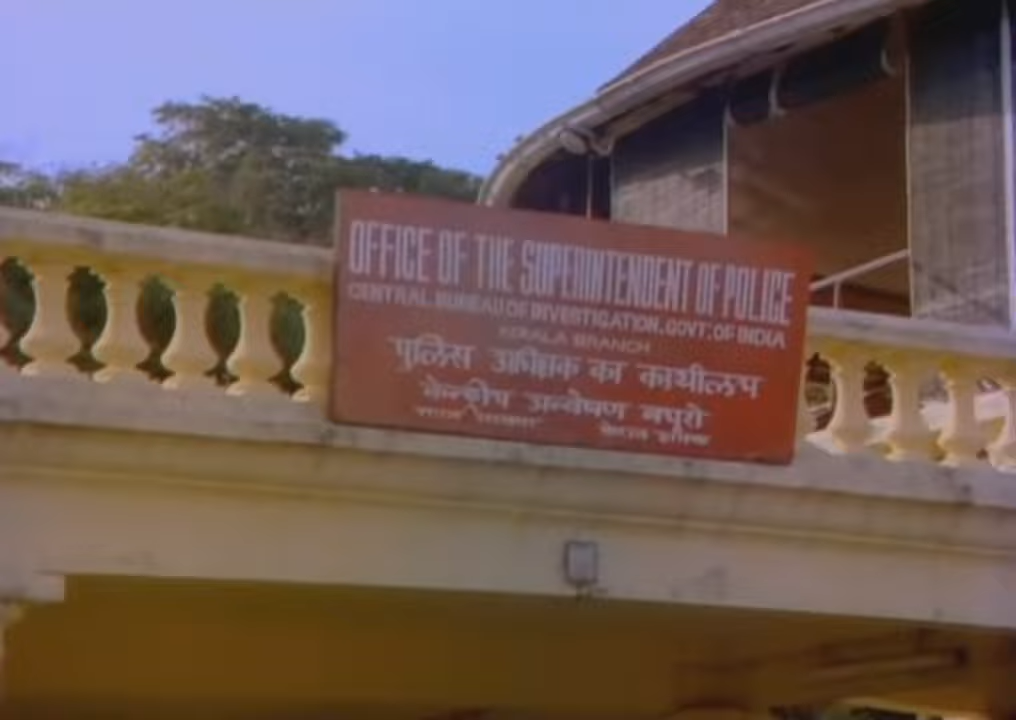 OFFICE OF THE SUPERINTENDENT OF POLICE
CENTRAL BUREAU OF INVESTIGATION. GOVT: OF INDIA
KERALA BRANCH
पुलिस अधीक्षक का कार्यालय
अन्वेषण